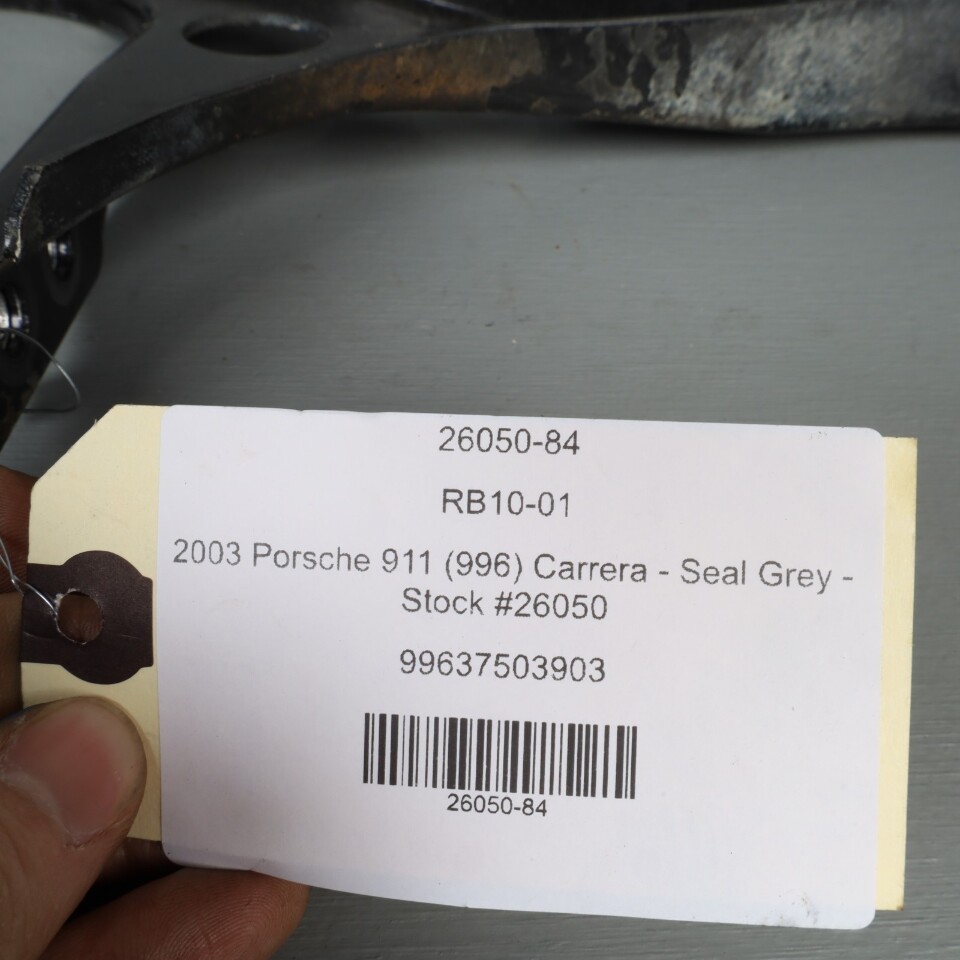 26050-84
RB10-01
2003 Porsche 911 (996) Carrera - Seal Grey -
Stock #26050
99637503903
26050-84